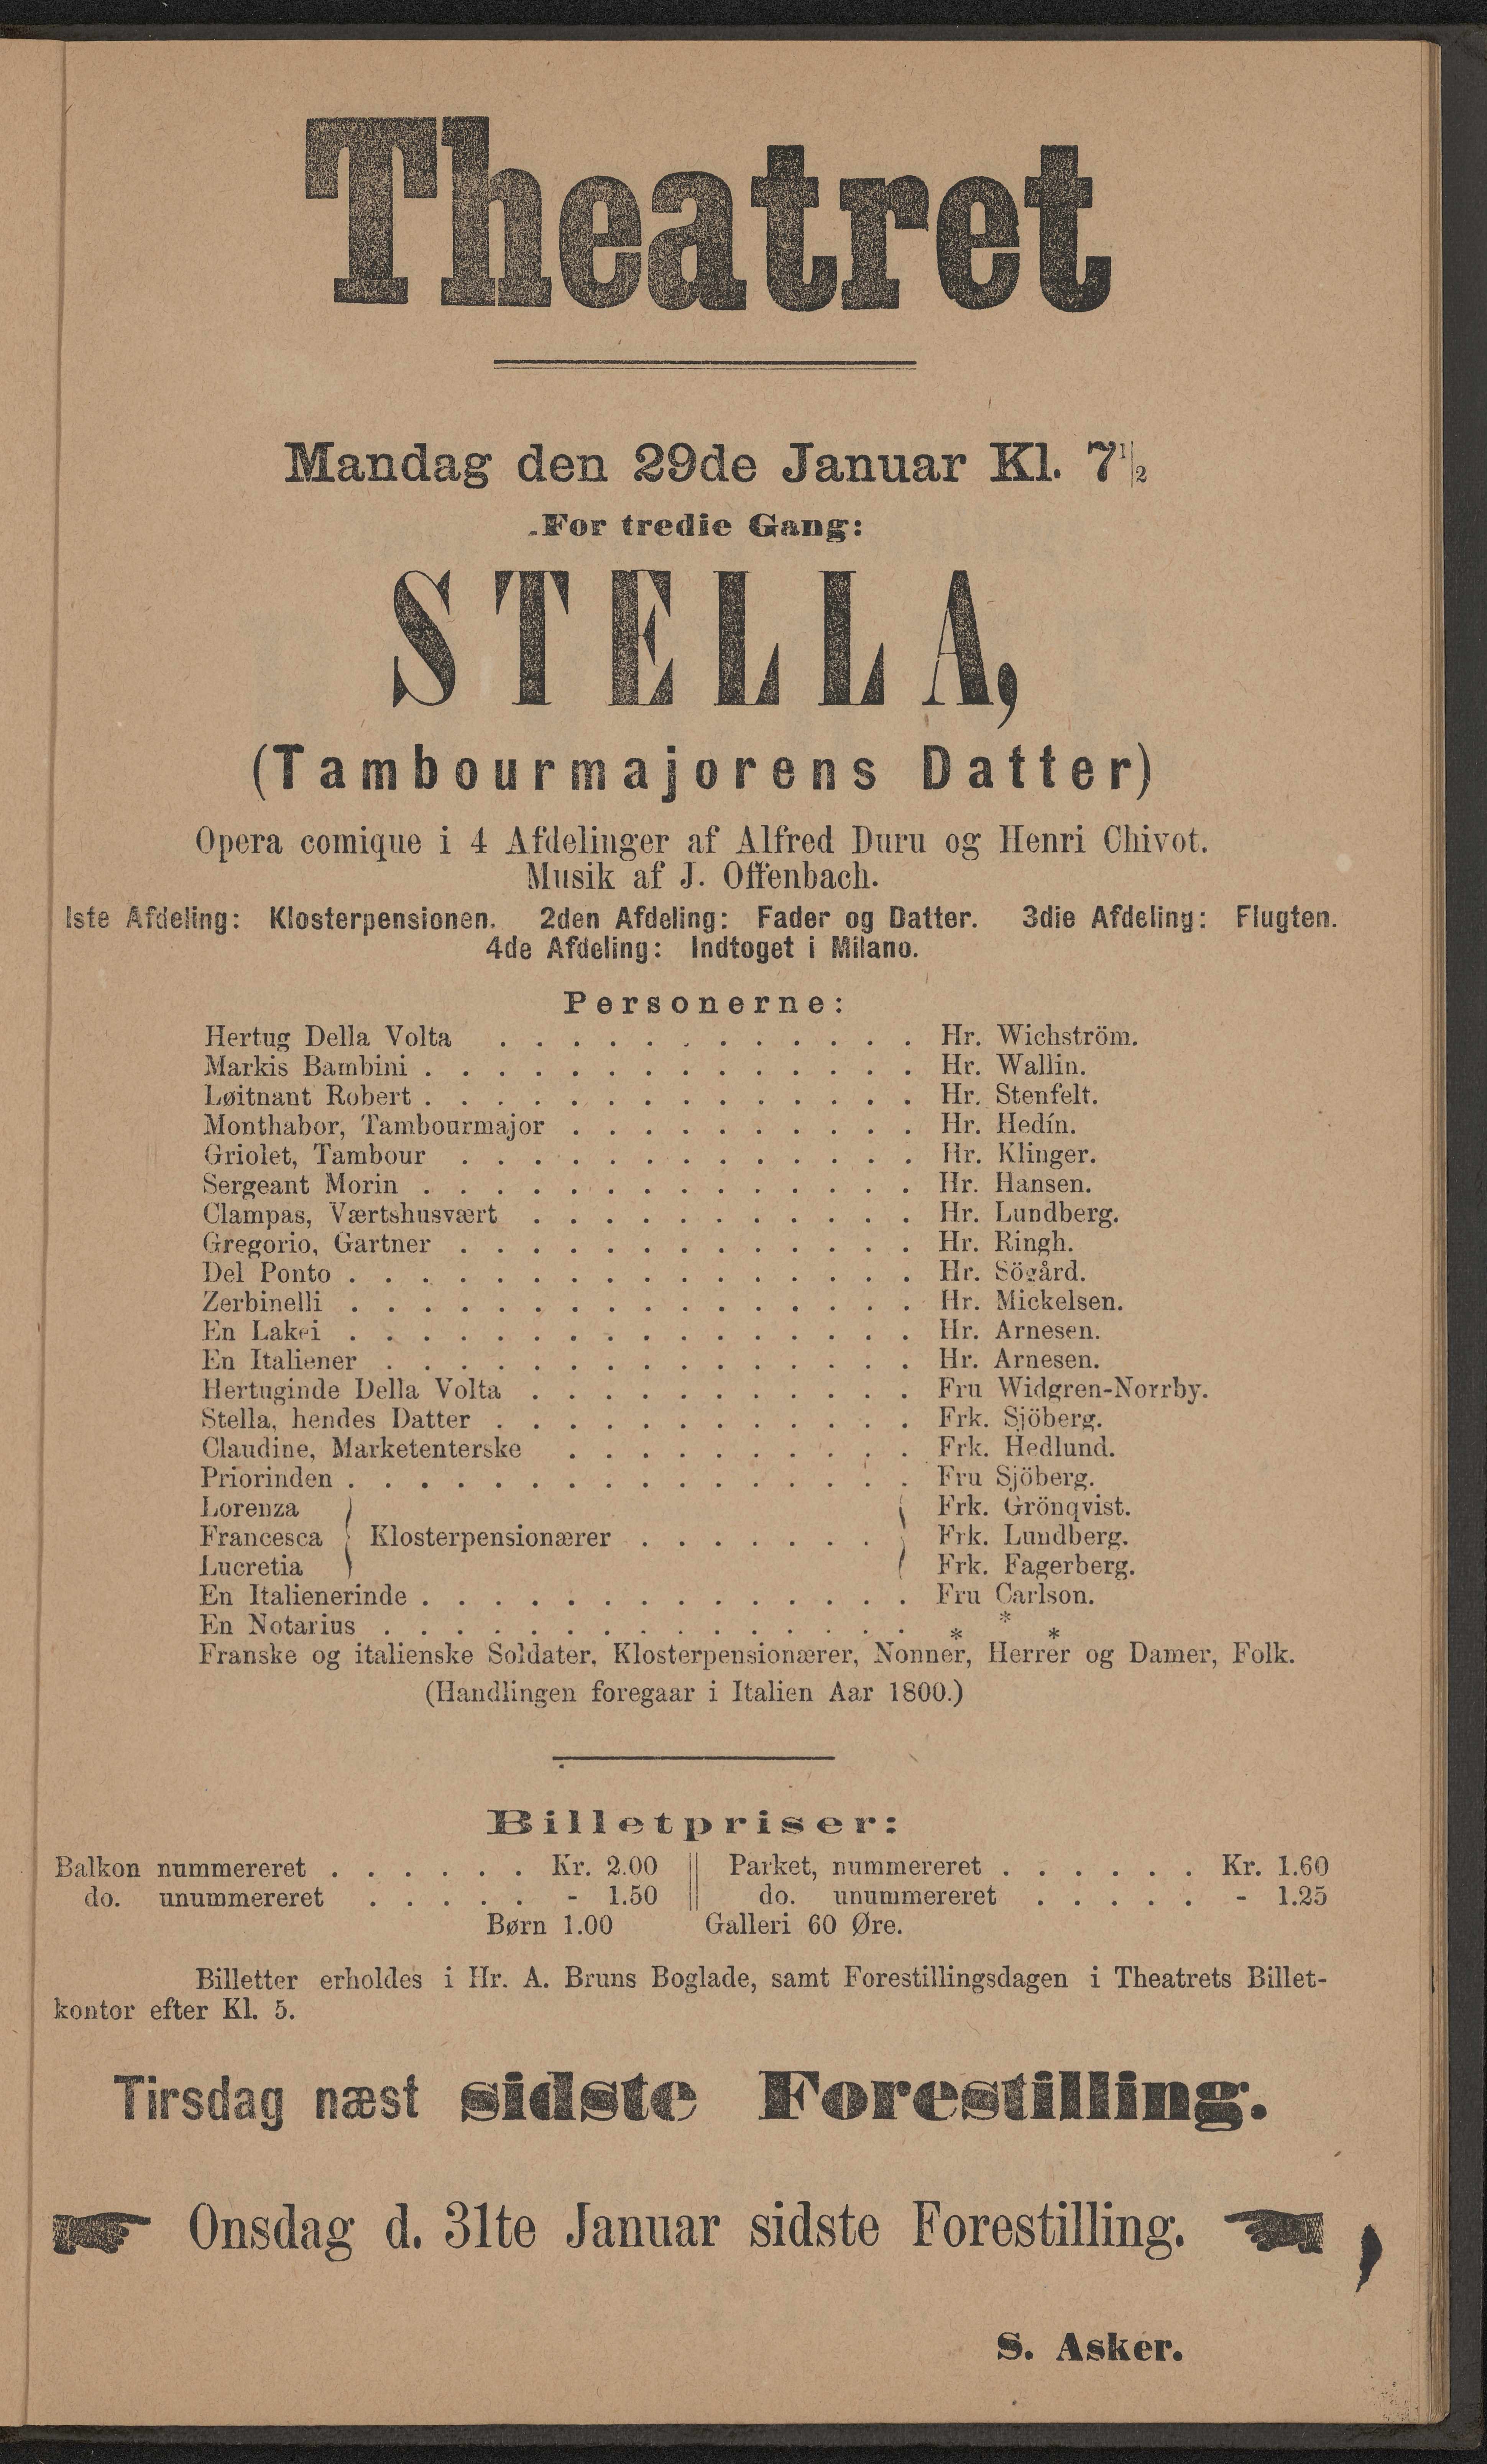 Theatret
Mandag den 29de Januar Kl. 7 1/2
For tredie Gang:
STELLA,
(Tambourmajorens Datter)
Opera comique i 4 Afdelinger af Alfred Duru og Henri Chivot.
Musik af J. Offenbach.
1ste Afdeling: Klosterpensionen. 2den Afdeling: Fader og Datter. 3die Afdeling: Flugten.
4de Afdeling: Indtoget i Milano.
Personerne:
Hertug Della Volta . . . . . . . . . . . . Hr. Wichström.
Markis Bambini . . . . . . . . . . . . . . Hr. Wallin.
Løitnant Robert . . . . . . . . . . . . . . Hr. Stenfelt.
Monthabor, Tambourmajor . . . . . . . . . . Hr. Hedín.
Griolet, Tambour . . . . . . . . . . . . . Hr. Klinger.
Sergeant Morin . . . . . . . . . . . . . . Hr. Hansen.
Clampas, Værtshusvært . . . . . . . . . . . Hr. Lundberg.
Gregorio, Gartner . . . . . . . . . . . . . Hr. Ringh.
Del Ponto . . . . . . . . . . . . . . . . Hr. Sögård.
Zerbinelli . . . . . . . . . . . . . . . . Hr. Mickelsen.
En Lakei . . . . . . . . . . . . . . . . Hr. Arnesen.
En Italiener . . . . . . . . . . . . . . . Hr. Arnesen.
Hertuginde Della Volta . . . . . . . . . . . Fru Widgren-Norrby.
Stella, hendes Datter . . . . . . . . . . . . Frk. Sjöberg.
Claudine, Marketenterske . . . . . . . . . . Frk. Hedlund.
Priorinden . . . . . . . . . . . . . . . . Fru Sjöberg.
Lorenza } { Frk. Grönqvist.
Francesca } Klosterpensionærer . . . . . . . { Frk. Lundberg.
Lucretia } { Frk. Fagerberg.
En Italienerinde . . . . . . . . . . . . . . Fru Carlson.
En Notarius . . . . . . . . . . . . . . . * * *
Franske og italienske Soldater, Klosterpensionærer, Nonner, Herrer og Damer, Folk.
(Handlingen foregaar i Italien Aar 1800.)
Billetpriser:
Balkon nummereret . . . . . . Kr. 2.00 || Parket, nummereret . . . . . . Kr. 1.60
do. unummereret . . . . . - 1.50 || do. unummereret . . . . . - 1.25
Børn 1.00 Galleri 60 Øre.
Billetter erholdes i Hr. A. Bruns Boglade, samt Forestillingsdagen i Theatrets Billet-
kontor efter Kl. 5.
Tirsdag næst sidste Forestilling.
Onsdag d. 31te Januar sidste Forestilling.
S. Asker.